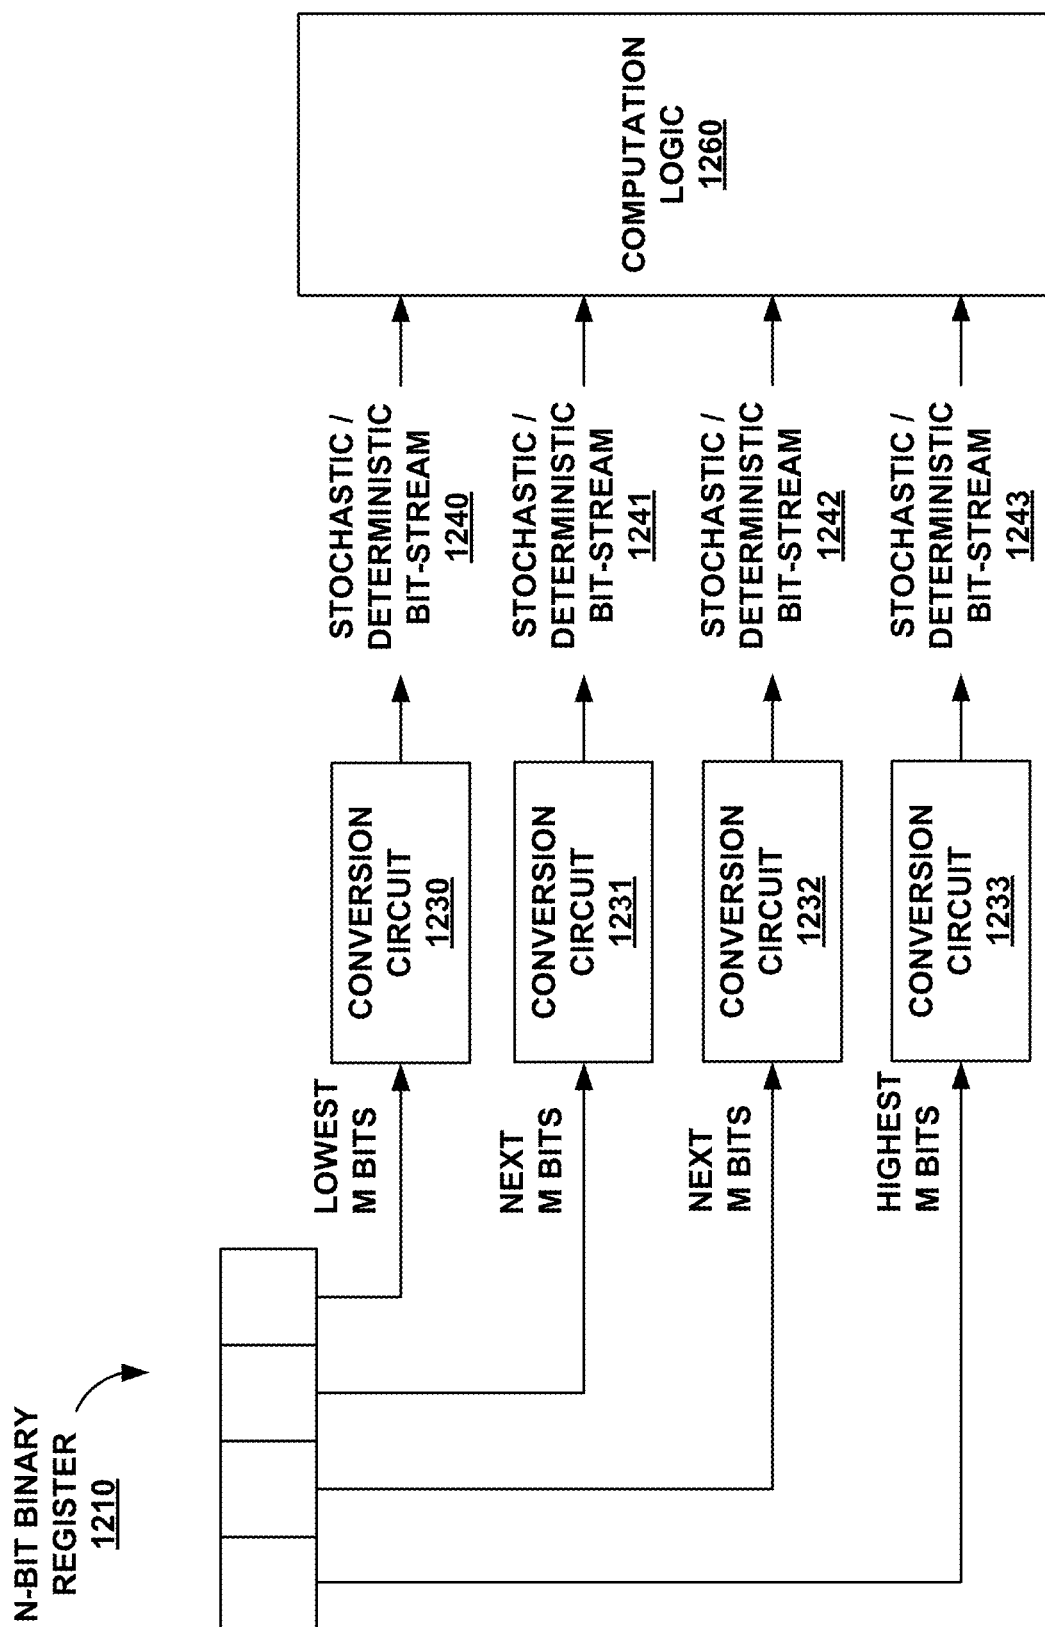 N-BIT BINARY
REGISTER
1210
LOWEST
M BITS
NEXT
M BITS
NEXT
M BITS
HIGHEST
M BITS
CONVERSION
CIRCUIT
1230
CONVERSION
CIRCUIT
1231
CONVERSION
CIRCUIT
1232
CONVERSION
CIRCUIT
1233
STOCHASTIC /
DETERMINISTIC
BIT-STREAM
1240
STOCHASTIC /
DETERMINISTIC
BIT-STREAM
1241
STOCHASTIC /
DETERMINISTIC
BIT-STREAM
1242
STOCHASTIC /
DETERMINISTIC
BIT-STREAM
1243
COMPUTATION
LOGIC
1260